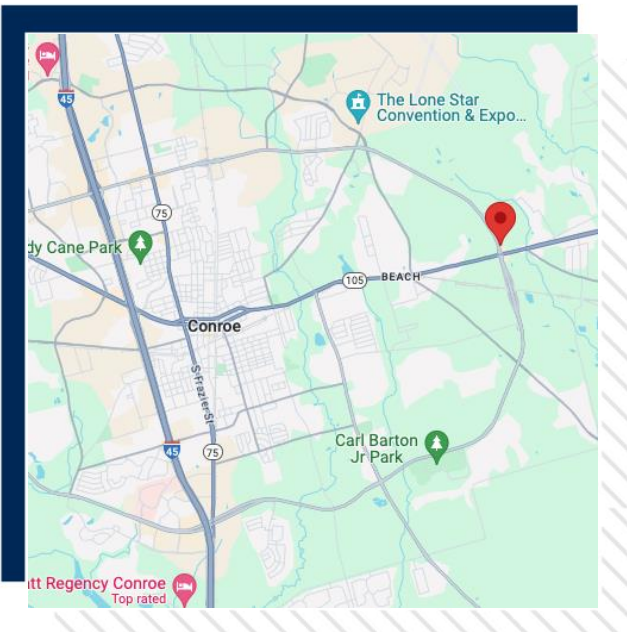 45
The Lone Star
Convention & Expo...
75
dy Cane Park
105
BEACH
Conroe
S Frazier St
Carl Barton
Jr Park
45
75
tt Regency Conroe
Top rated